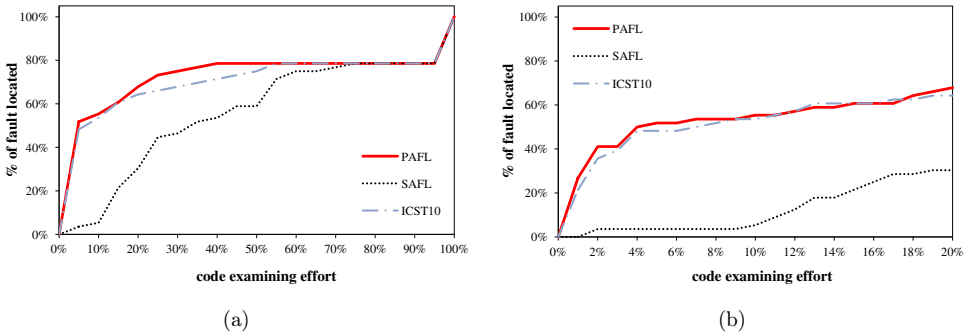 100%
80%
60%
40%
20%
0%
% of fault located
PAFL
SAFL
ICST10
0% 10% 20% 30% 40% 50% 60% 70% 80% 90% 100%
code examining effort
(a)
100%
80%
60%
40%
20%
0%
% of fault located
PAFL
SAFL
ICST10
0% 2% 4% 6% 8% 10% 12% 14% 16% 18% 20%
code examining effort
(b)